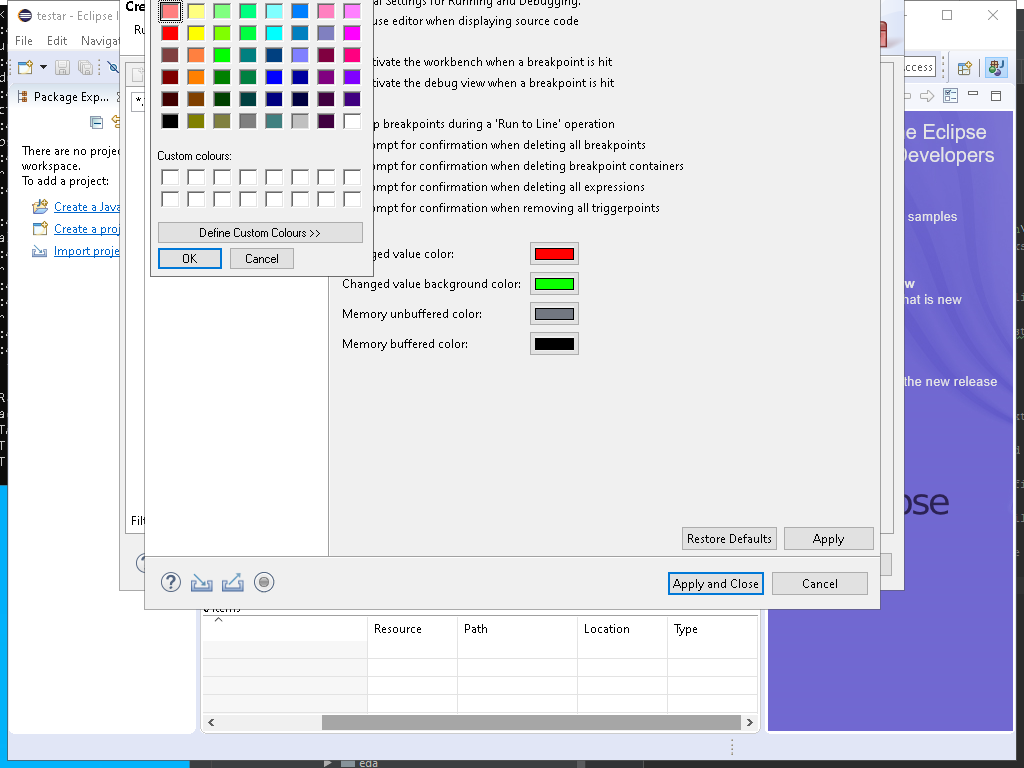 testar - Eclipse I
File Edit Naviga
Package Exp...
There are no proje
workspace.
To add a project:
Create a Java
Create a proj
Import proje
Cre
Ru
Filt
al Settings for Running and Debugging.
use editor when displaying source code
tivate the workbench when a breakpoint is hit
tivate the debug view when a breakpoint is hit
p breakpoints during a 'Run to Line' operation
ompt for confirmation when deleting all breakpoints
ompt for confirmation when deleting breakpoint containers
ompt for confirmation when deleting all expressions
ompt for confirmation when removing all triggerpoints
Custom colours:
Define Custom Colours >>
OK Cancel
ged value color:
Changed value background color:
Memory unbuffered color:
Memory buffered color:
Restore Defaults Apply
Apply and Close Cancel
ccess
e Eclipse
Developers
samples
w
hat is new
the new release
pse
Resource Path Location Type
eda